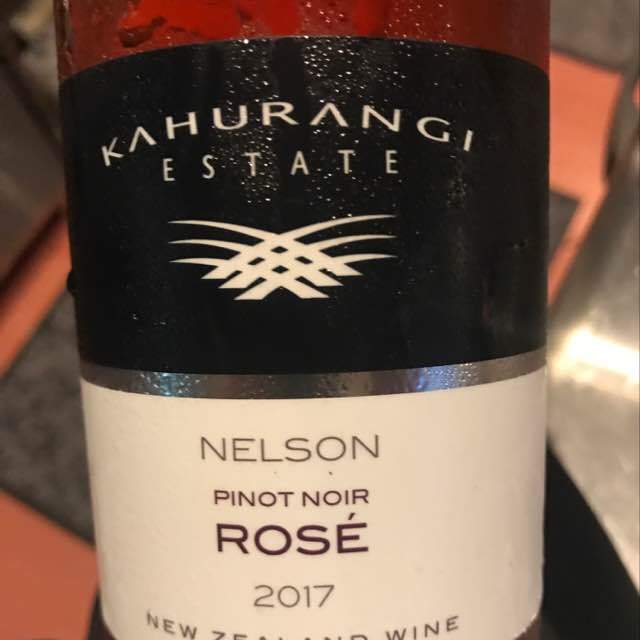 KAHURANGI
ESTATE
NELSON
PINOT NOIR
ROSÉ
2017
NEW ZEALAND WINE